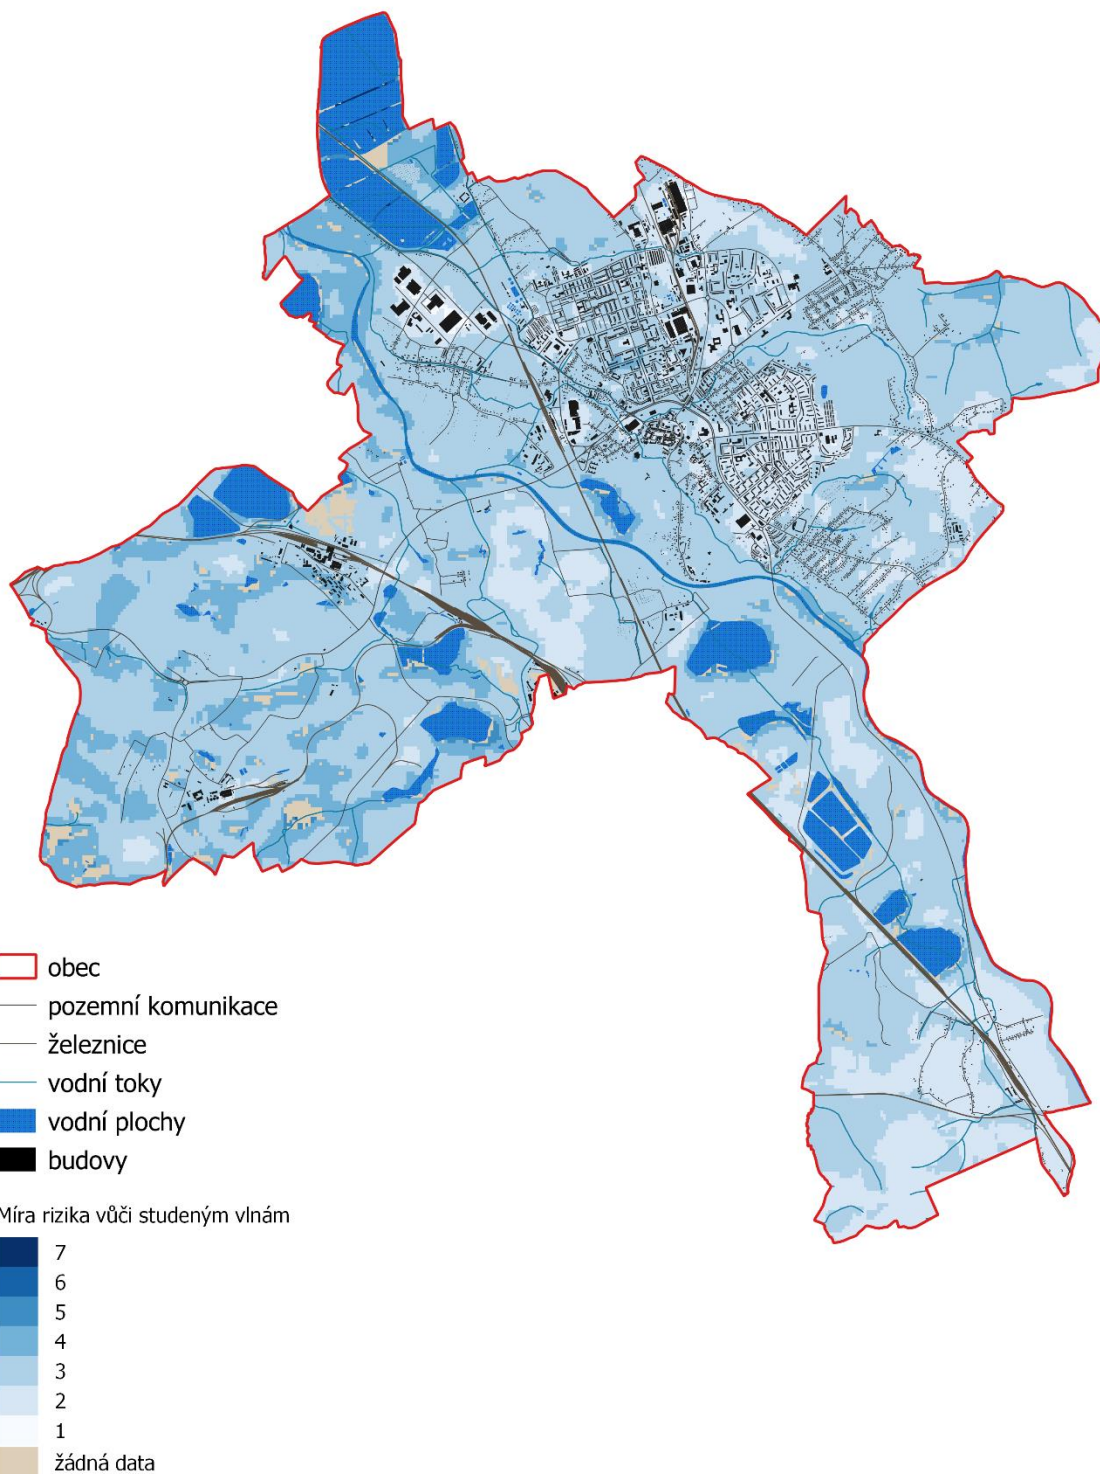 obec
pozemní komunikace
železnice
vodní toky
vodní plochy
budovy
Míra rizika vůči studeným vlnám
7
6
5
4
3
2
1
žádná data